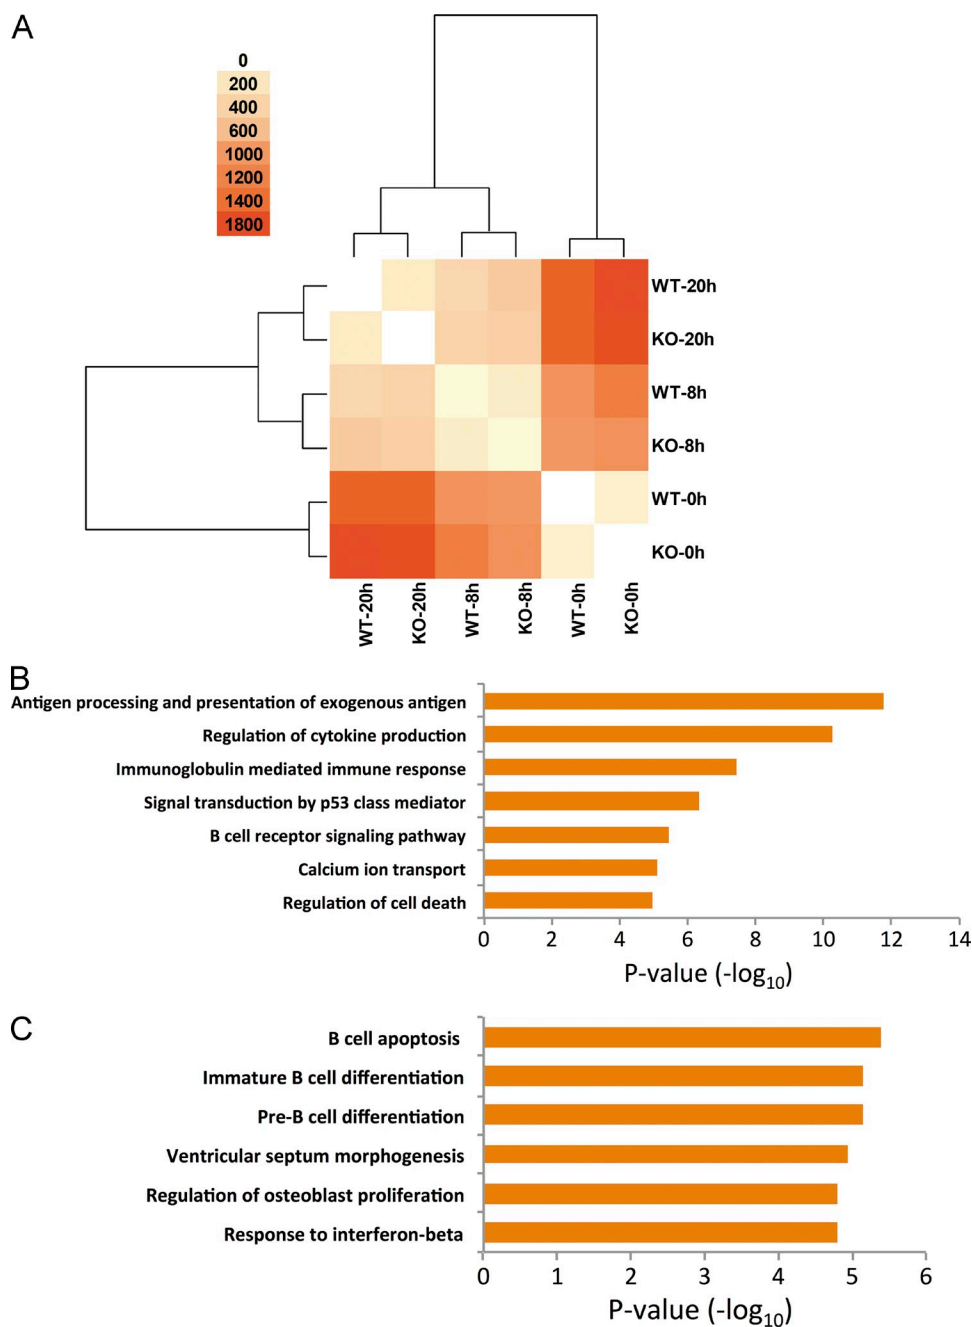 A
0
200
400
600
1000
1200
1400
1800
WT-20h
KO-20h
WT-8h
KO-8h
WT-0h
KO-0h
WT-20h
KO-20h
WT-8h
KO-8h
WT-0h
KO-0h
B
Antigen processing and presentation of exogenous antigen
Regulation of cytokine production
Immunoglobulin mediated immune response
Signal transduction by p53 class mediator
B cell receptor signaling pathway
Calcium ion transport
Regulation of cell death
0 2 4 6 8 10 12 14
P-value (-log10)
C
B cell apoptosis
Immature B cell differentiation
Pre-B cell differentiation
Ventricular septum morphogenesis
Regulation of osteoblast proliferation
Response to interferon-beta
0 1 2 3 4 5 6
P-value (-log10)